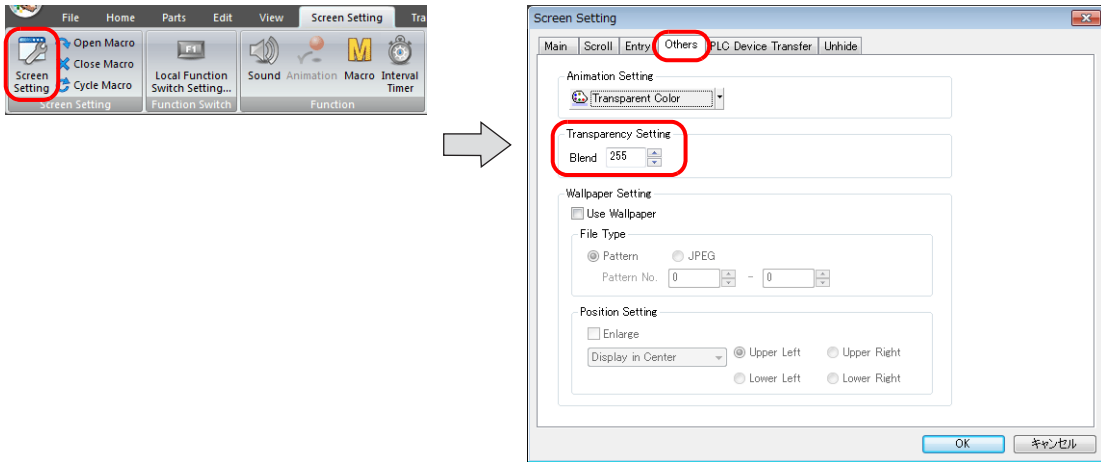 File Home Parts Edit View Screen Setting Tra
Screen Setting
Open Macro
Close Macro
Cycle Macro
Screen Setting
F1
Local Function
Switch Setting...
Function Switch
Sound Animation M Macro Interval
Timer
Function
Screen Setting
Main Scroll Entry Others PLC Device Transfer Unhide
Animation Setting
Transparent Color
Transparency Setting
Blend 255
Wallpaper Setting
Use Wallpaper
File Type
Pattern JPEG
Pattern No. 0 - 0
Position Setting
Enlarge
Display in Center Upper Left Upper Right
Lower Left Lower Right
OK キャンセル